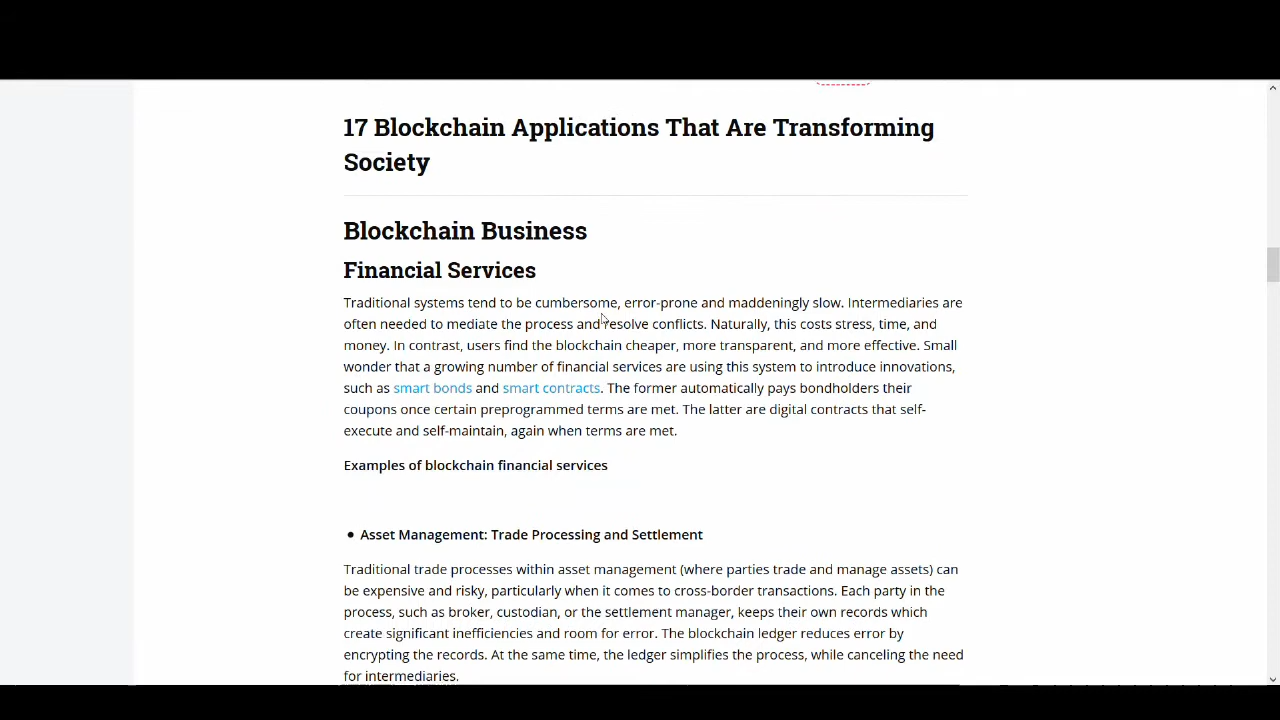 17 Blockchain Applications That Are Transforming
Society
Blockchain Business
Financial Services
Traditional systems tend to be cumbersome, error-prone and maddeningly slow. Intermediaries are
often needed to mediate the process and resolve conflicts. Naturally, this costs stress, time, and
money. In contrast, users find the blockchain cheaper, more transparent, and more effective. Small
wonder that a growing number of financial services are using this system to introduce innovations,
such as smart bonds and smart contracts. The former automatically pays bondholders their
coupons once certain preprogrammed terms are met. The latter are digital contracts that self-
execute and self-maintain, again when terms are met.
Examples of blockchain financial services
• Asset Management: Trade Processing and Settlement
Traditional trade processes within asset management (where parties trade and manage assets) can
be expensive and risky, particularly when it comes to cross-border transactions. Each party in the
process, such as broker, custodian, or the settlement manager, keeps their own records which
create significant inefficiencies and room for error. The blockchain ledger reduces error by
encrypting the records. At the same time, the ledger simplifies the process, while canceling the need
for intermediaries.